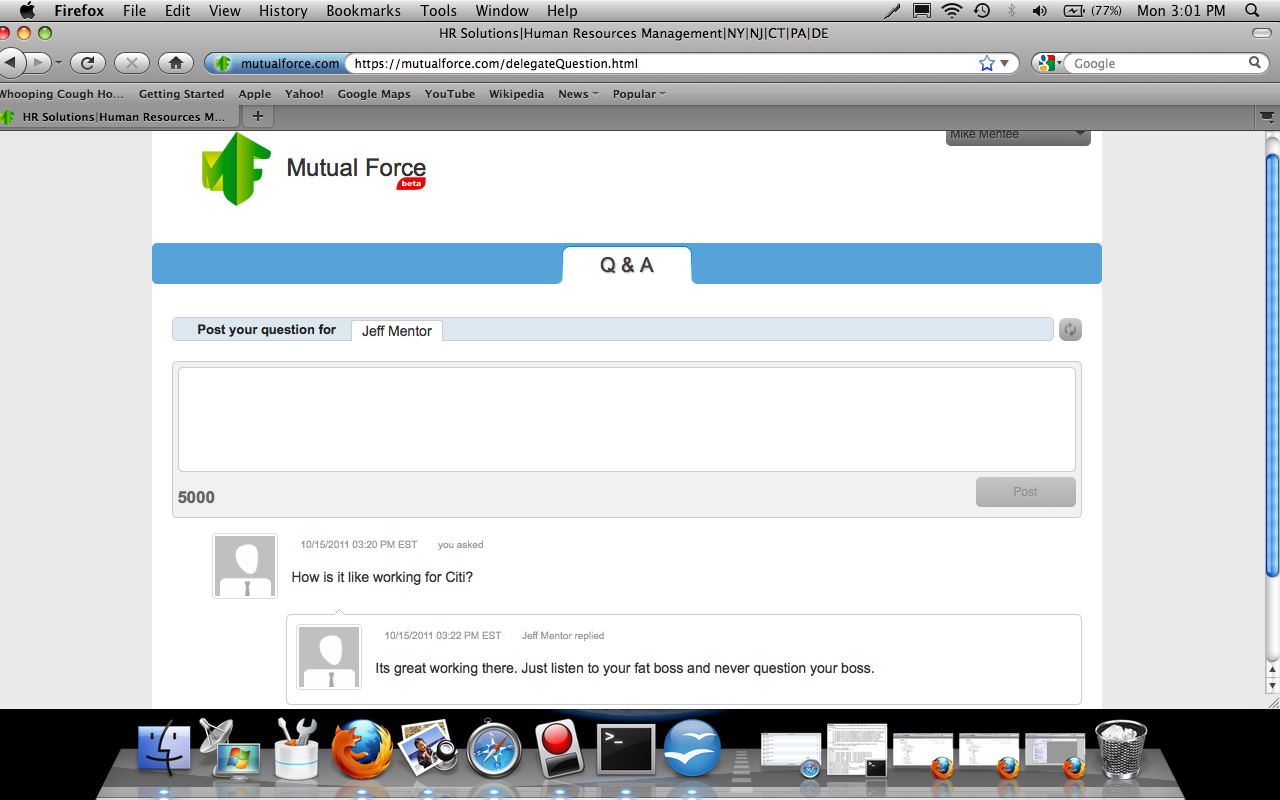 Firefox File Edit View History Bookmarks Tools Window Help (77%) Mon 3:01 PM
HR Solutions|Human Resources Management|NY|NJ|CT|PA|DE
mutualforce.com https://mutualforce.com/delegateQuestion.html Google
Whooping Cough Ho... Getting Started Apple Yahoo! Google Maps YouTube Wikipedia News Popular
HR Solutions|Human Resources M... +
Mike Mentee
Mutual Force
beta
Q & A
Post your question for Jeff Mentor
5000 Post
10/15/2011 03:20 PM EST you asked
How is it like working for Citi?
10/15/2011 03:22 PM EST Jeff Mentor replied
Its great working there. Just listen to your fat boss and never question your boss.